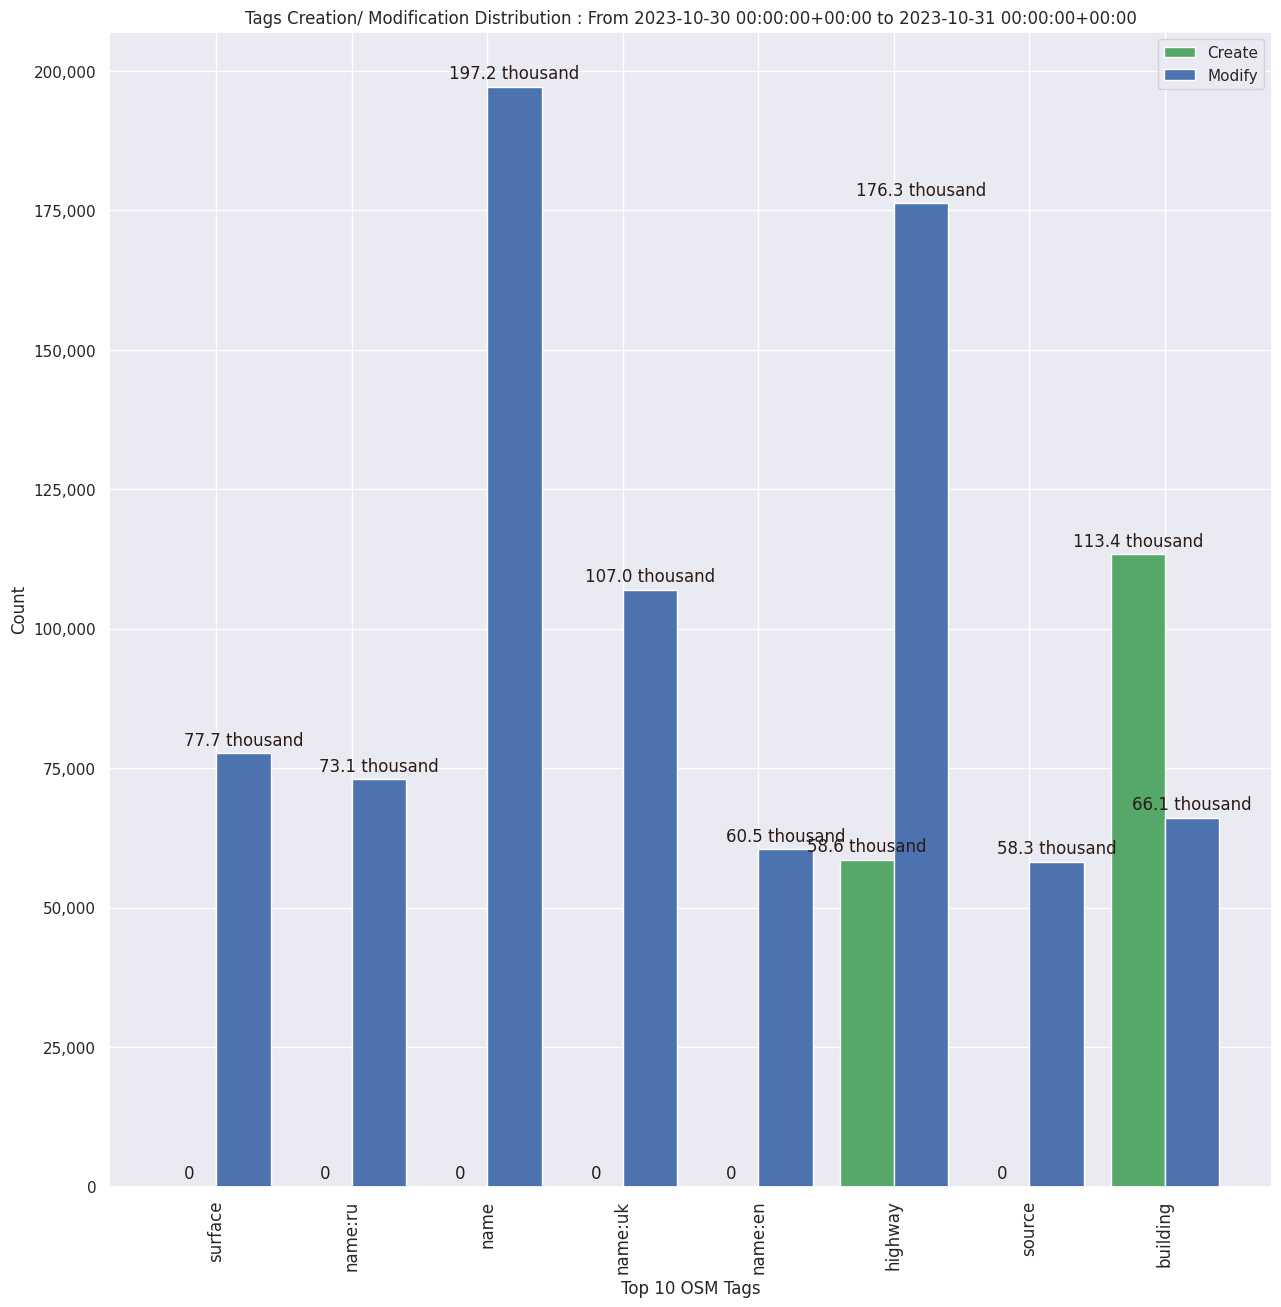 Tags Creation/ Modification Distribution : From 2023-10-30 00:00:00+00:00 to 2023-10-31 00:00:00+00:00
Create
Modify
200,000
175,000
150,000
125,000
100,000
75,000
50,000
25,000
0
Count
197.2 thousand
176.3 thousand
113.4 thousand
107.0 thousand
77.7 thousand
73.1 thousand
66.1 thousand
60.5 thousand
58.6 thousand
58.3 thousand
0
0
0
0
0
0
surface
name:ru
name
name:uk
name:en
highway
source
building
Top 10 OSM Tags